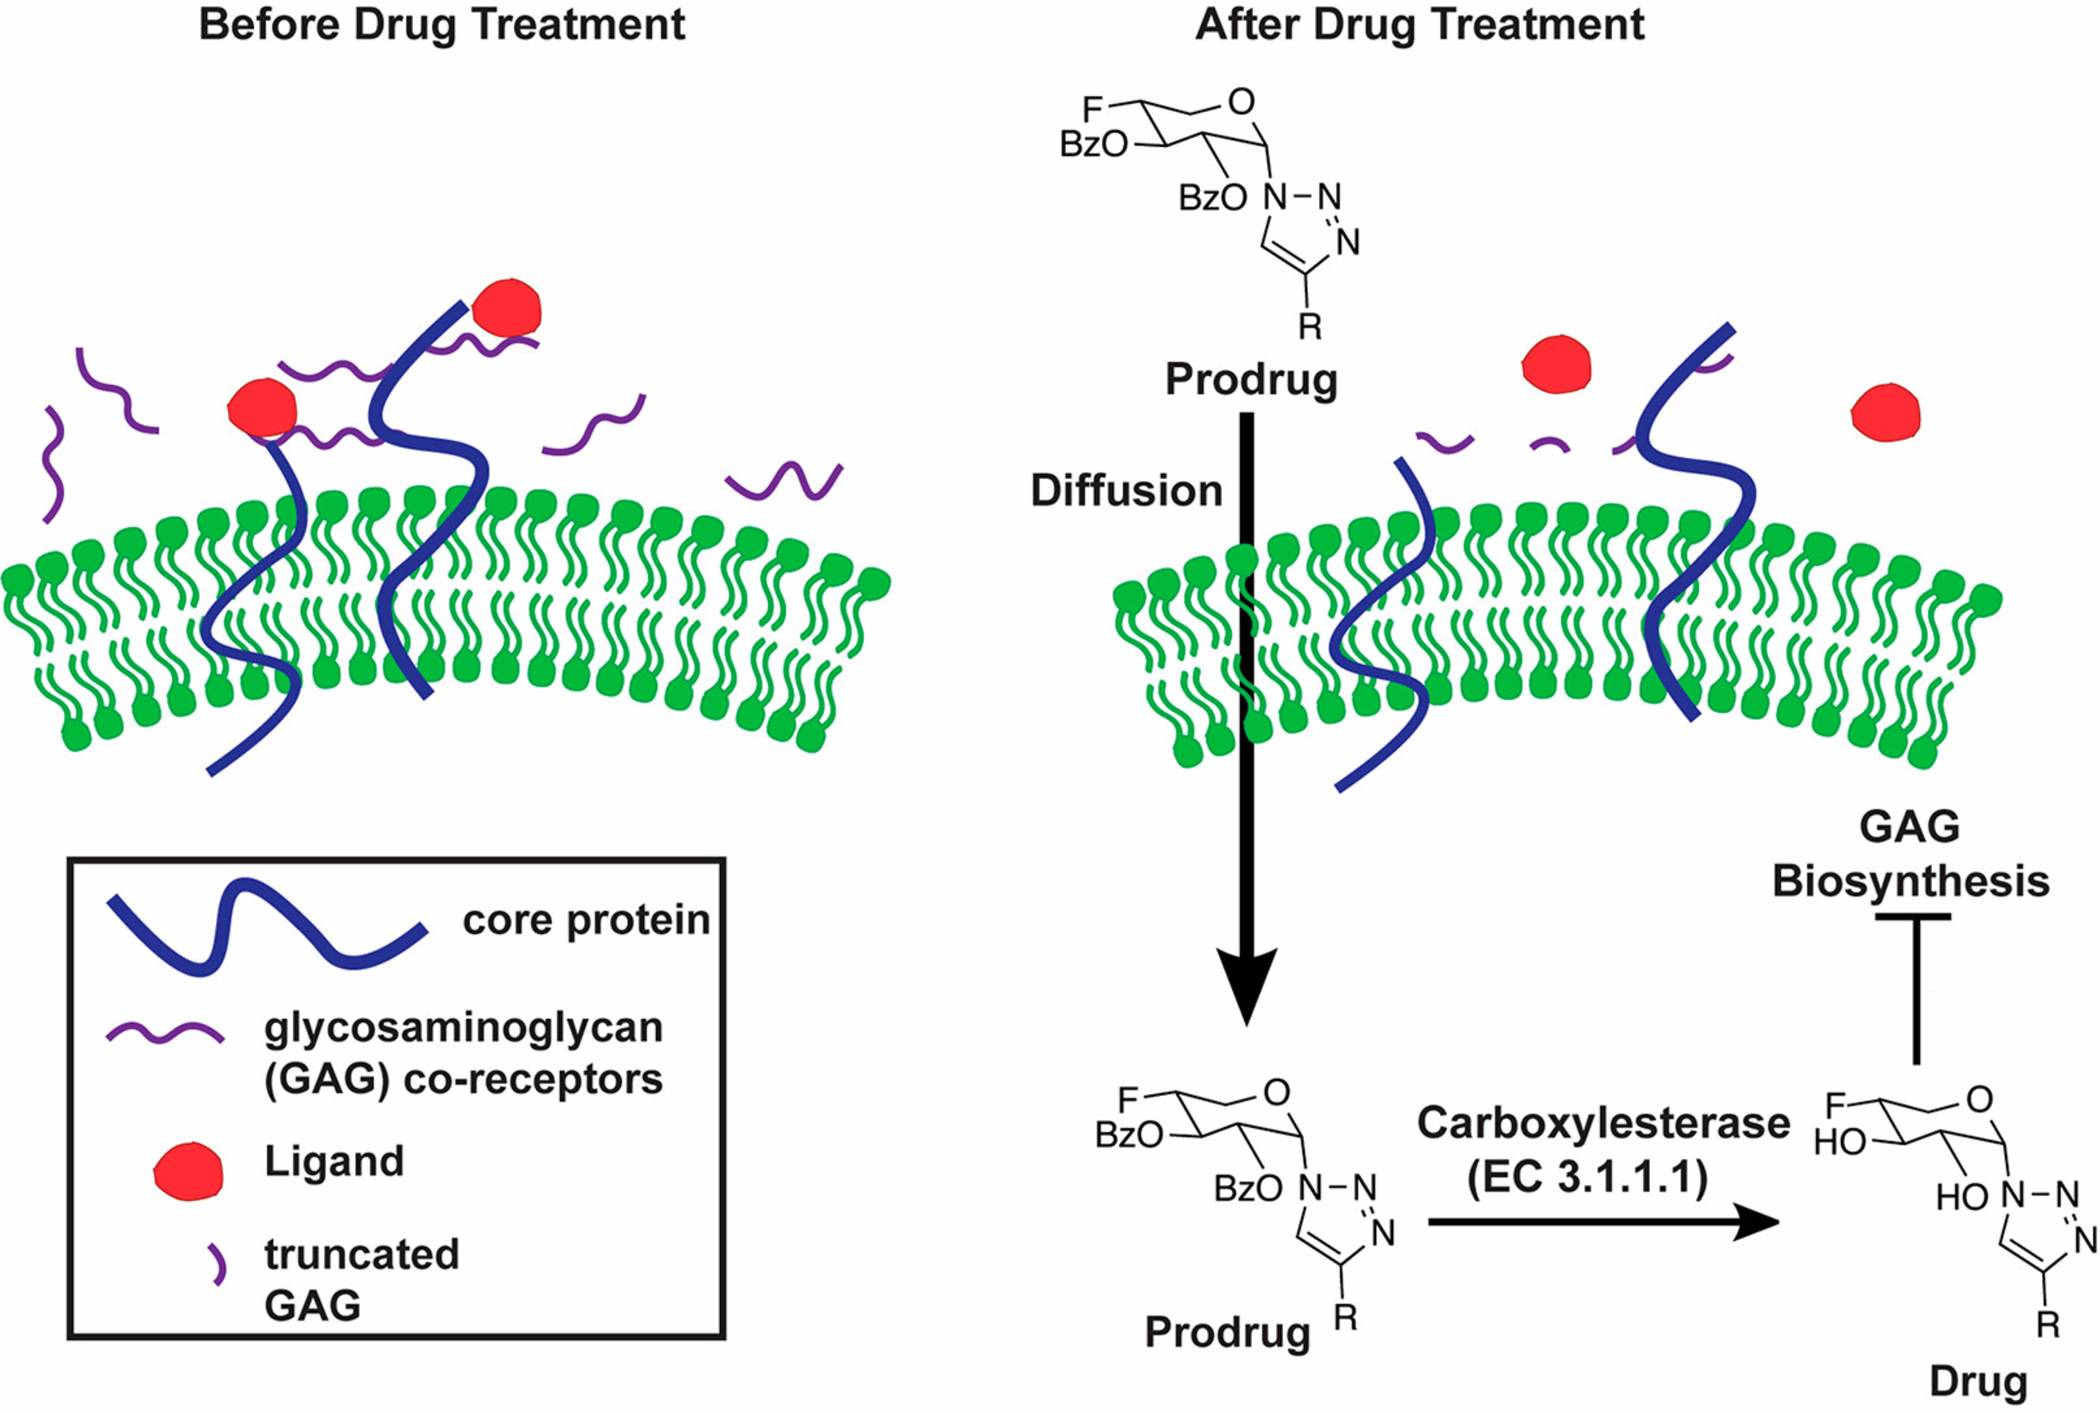 Before Drug Treatment
core protein
glycosaminoglycan
(GAG) co-receptors
Ligand
truncated
GAG
After Drug Treatment
F
O
BzO
BzO
N
N
N
R
Prodrug
Diffusion
F
O
BzO
BzO
N
N
N
R
Prodrug
Carboxylesterase
(EC 3.1.1.1)
GAG
Biosynthesis
F
O
HO
HO
N
N
N
R
Drug